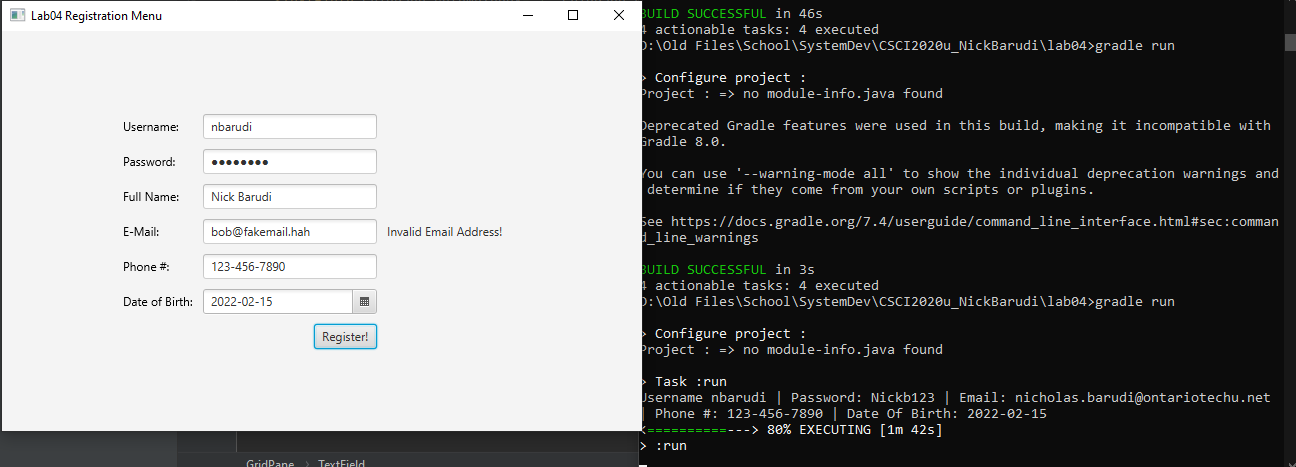 Lab04 Registration Menu
Username: nbarudi
Password: ●●●●●●●●
Full Name: Nick Barudi
E-Mail: bob@fakemail.hah Invalid Email Address!
Phone #: 123-456-7890
Date of Birth: 2022-02-15
Register!
GridPane > TextField
BUILD SUCCESSFUL in 46s
4 actionable tasks: 4 executed
D:\Old Files\School\SystemDev\CSCI2020u_NickBarudi\lab04>gradle run
> Configure project :
Project : => no module-info.java found
Deprecated Gradle features were used in this build, making it incompatible with
Gradle 8.0.
You can use '--warning-mode all' to show the individual deprecation warnings and
determine if they come from your own scripts or plugins.
See https://docs.gradle.org/7.4/userguide/command_line_interface.html#sec:comman
d_line_warnings
BUILD SUCCESSFUL in 3s
4 actionable tasks: 4 executed
D:\Old Files\School\SystemDev\CSCI2020u_NickBarudi\lab04>gradle run
> Configure project :
Project : => no module-info.java found
> Task :run
Username nbarudi | Password: Nickb123 | Email: nicholas.barudi@ontariotechu.net
| Phone #: 123-456-7890 | Date Of Birth: 2022-02-15
<==========---> 80% EXECUTING [1m 42s]
> :run